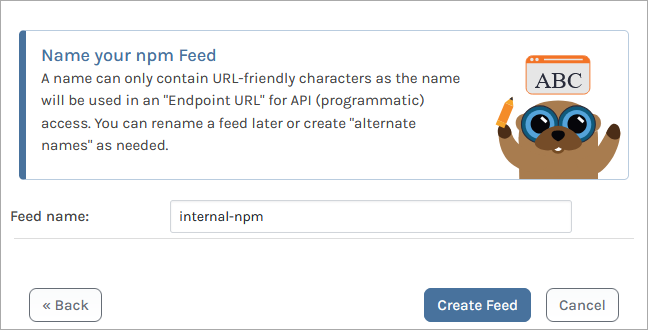 Name your npm Feed
A name can only contain URL-friendly characters as the name
will be used in an "Endpoint URL" for API (programmatic)
access. You can rename a feed later or create "alternate
names" as needed.
ABC
Feed name:
internal-npm
« Back
Create Feed
Cancel